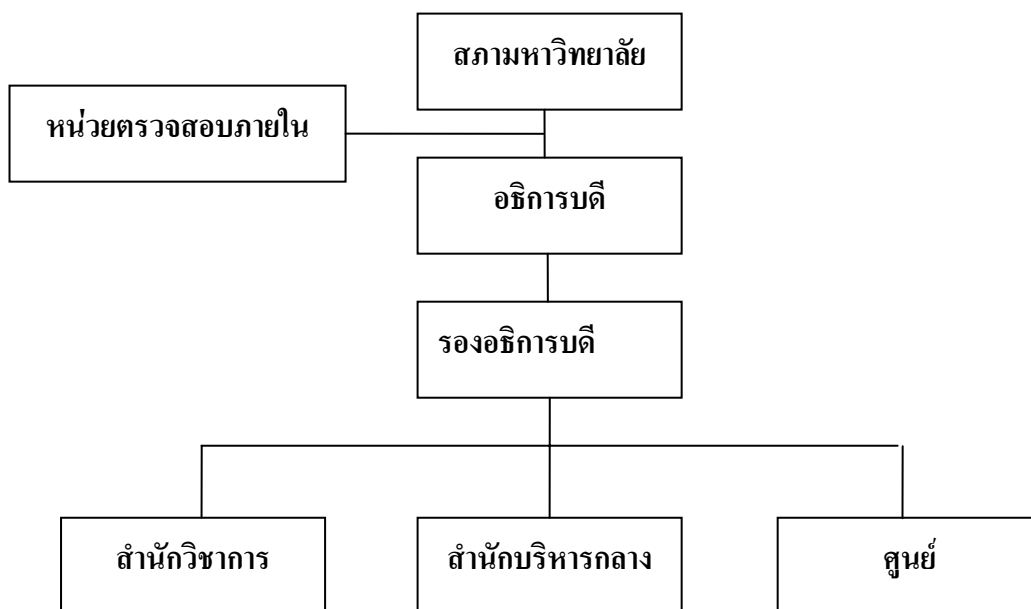 สภามหาวิทยาลัย
หน่วยตรวจสอบภายใน
อธิการบดี
รองอธิการบดี
สำนักวิชาการ
สำนักบริหารกลาง
ศูนย์